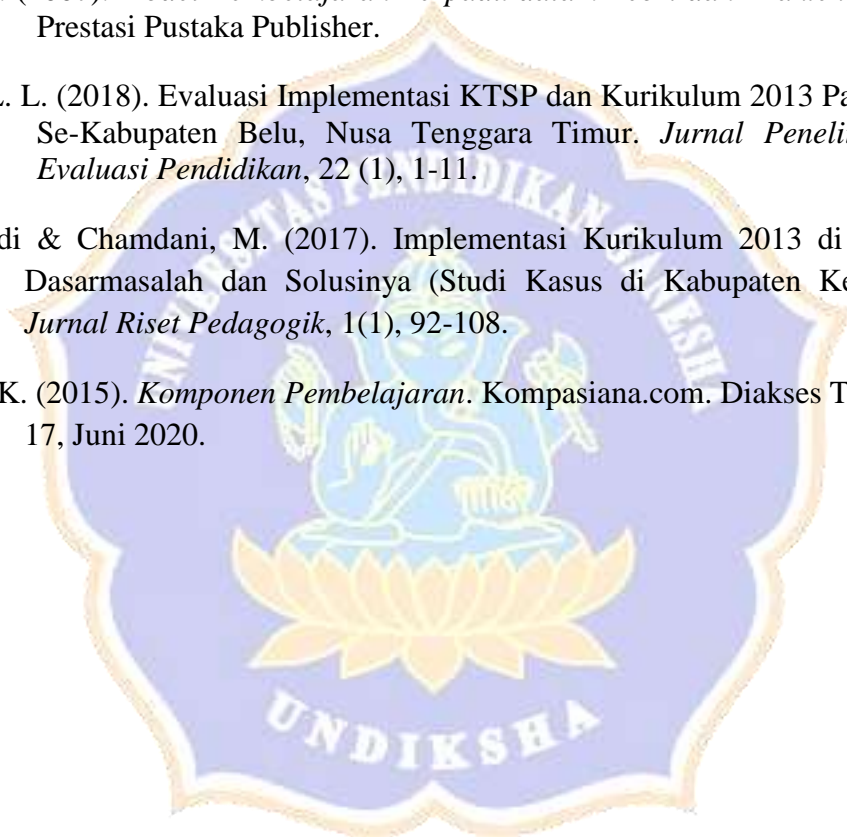 Prestasi Pustaka Publisher.
L. L. (2018). Evaluasi Implementasi KTSP dan Kurikulum 2013 Pa
Se-Kabupaten Belu, Nusa Tenggara Timur. Jurnal Peneli
Evaluasi Pendidikan, 22 (1), 1-11.
di & Chamdani, M. (2017). Implementasi Kurikulum 2013 di
Dasarmasalah dan Solusinya (Studi Kasus di Kabupaten Ke
Jurnal Riset Pedagogik, 1(1), 92-108.
K. (2015). Komponen Pembelajaran. Kompasiana.com. Diakses T
17, Juni 2020.
UNIVERSITAS PENDIDIKAN GANESHA
UNDIKSHA